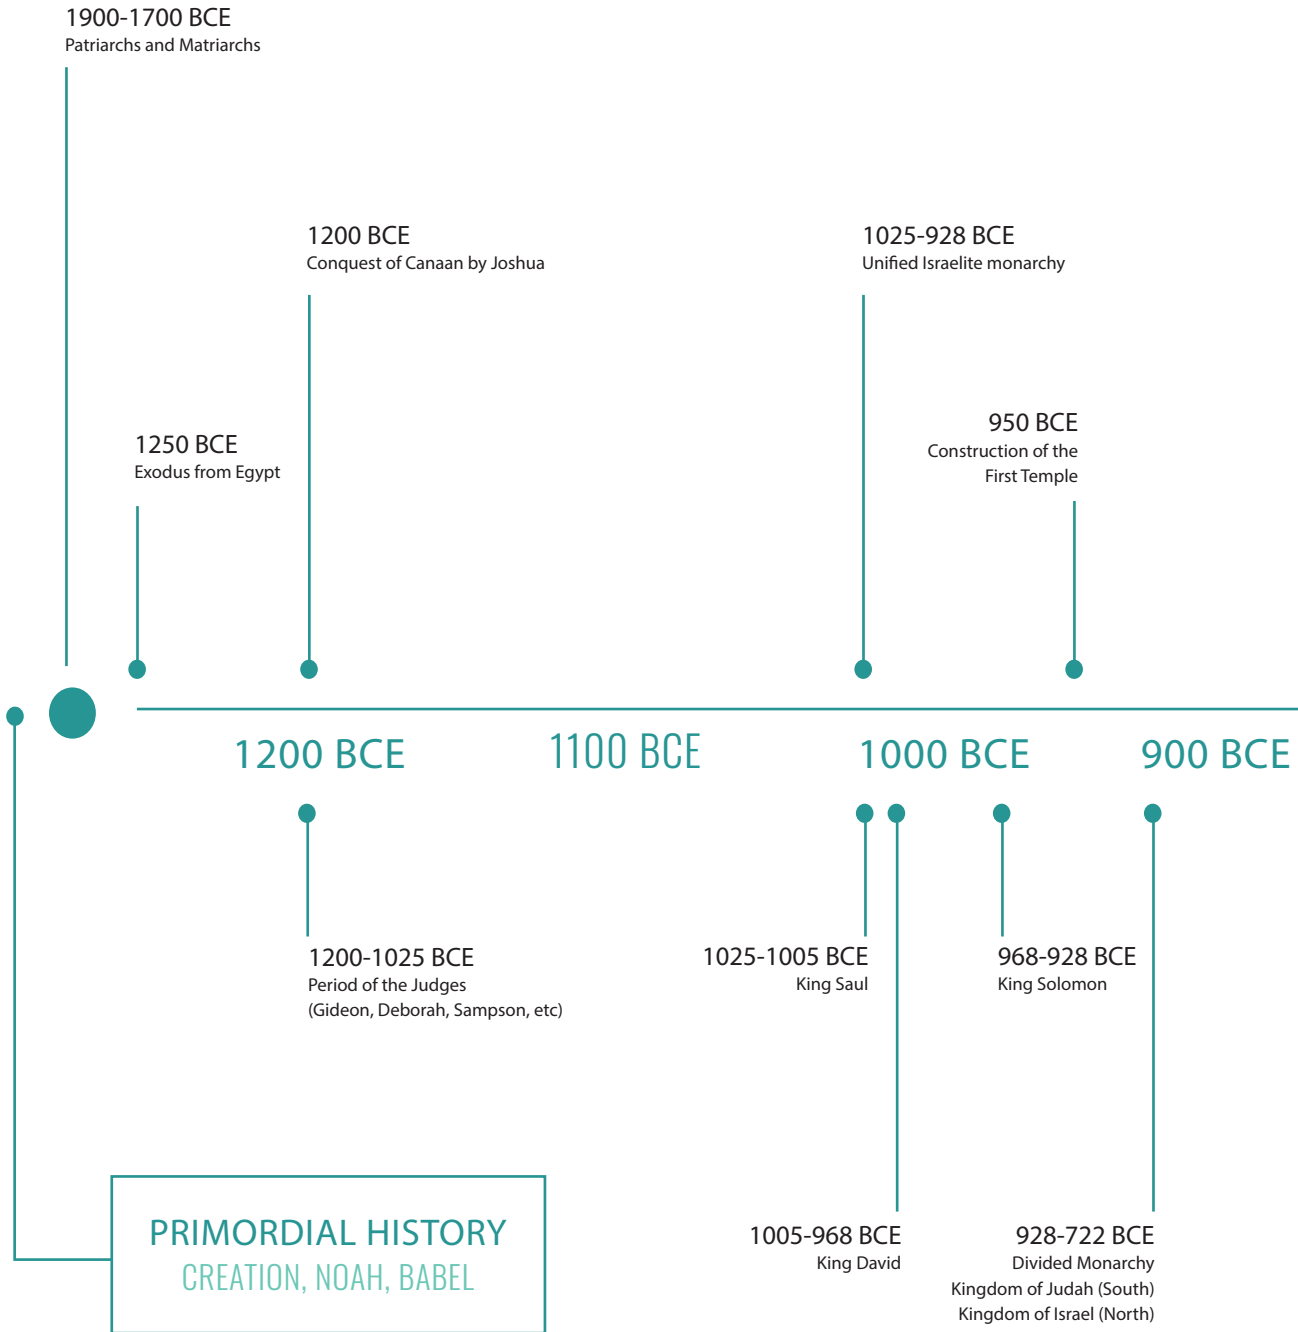 1900-1700 BCE
Patriarchs and Matriarchs
1200 BCE
Conquest of Canaan by Joshua
1025-928 BCE
Unified Israelite monarchy
950 BCE
Construction of the
First Temple
1250 BCE
Exodus from Egypt
1200 BCE
1100 BCE
1000 BCE
900 BCE
1200-1025 BCE
Period of the Judges
(Gideon, Deborah, Sampson, etc)
1025-1005 BCE
King Saul
968-928 BCE
King Solomon
1005-968 BCE
King David
928-722 BCE
Divided Monarchy
Kingdom of Judah (South)
Kingdom of Israel (North)
PRIMORDIAL HISTORY
CREATION, NOAH, BABEL